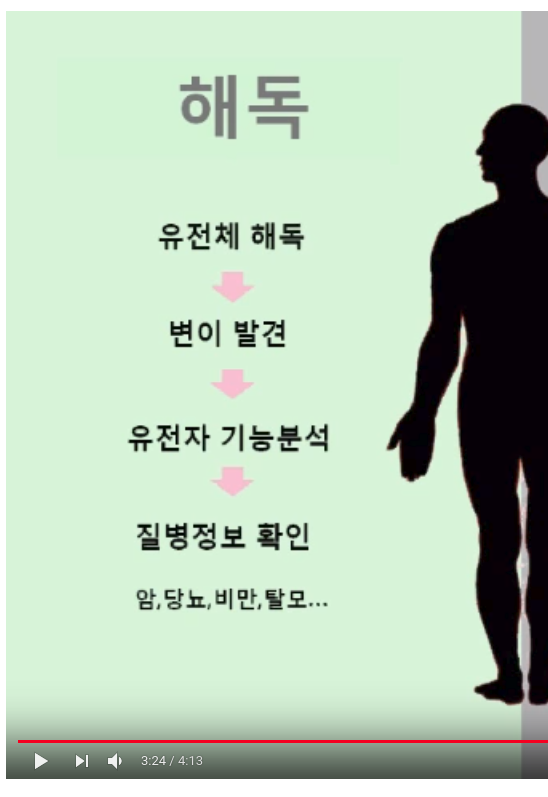 해독
유전체 해독
변이 발견
유전자 기능분석
질병정보 확인
암,당뇨,비만,탈모...
3:24 / 4:13